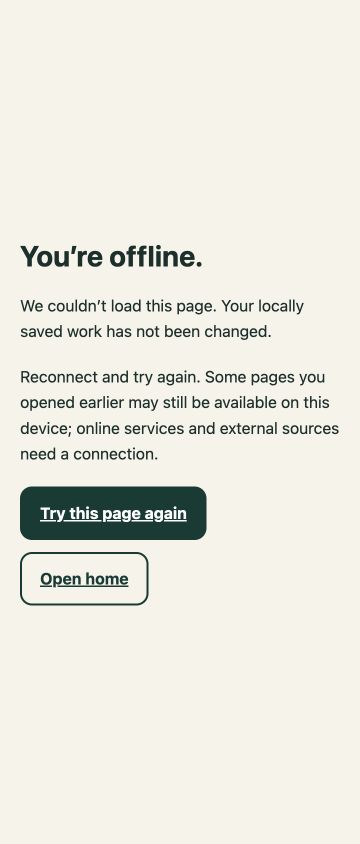 You’re offline.
We couldn’t load this page. Your locally
saved work has not been changed.
Reconnect and try again. Some pages you
opened earlier may still be available on this
device; online services and external sources
need a connection.
Try this page again
Open home